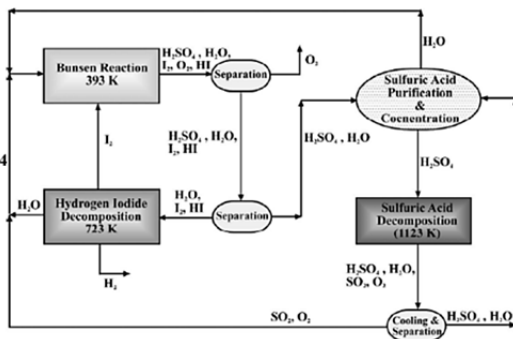 H₂SO₄ , H₂O,
I₂, O₂, HI
Bunsen Reaction
393 K
Separation
O₂
H₂O
Sulfuric Acid
Purification
&
Cocnentration
H₂SO₄ , H₂O,
I₂, HI
H₂SO₄ , H₂O
I₂
H₂SO₄
4
H₂O
Hydrogen Iodide
Decomposition
723 K
H₂O,
I₂, HI
Separation
Sulfuric Acid
Decomposition
(1123 K)
H₂
H₂SO₄ , H₂O,
SO₂, O₂
SO₂, O₂
Cooling &
Separation
H₂SO₄ , H₂O